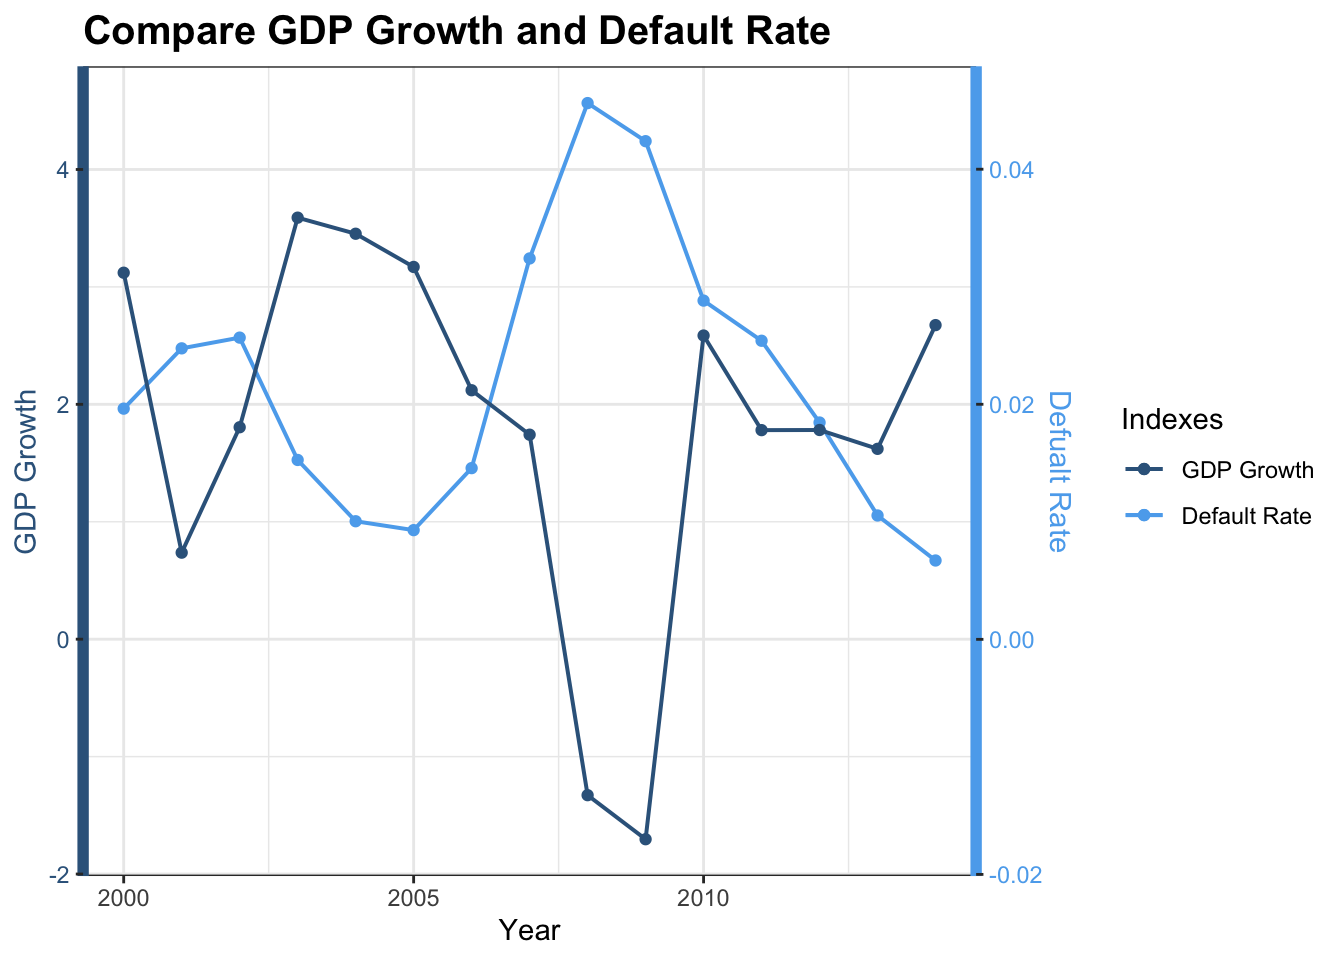 Compare GDP Growth and Default Rate
4
2
0
-2
GDP Growth
0.04
0.02
0.00
-0.02
Defualt Rate
2000
2005
2010
Year
Indexes
GDP Growth
Default Rate